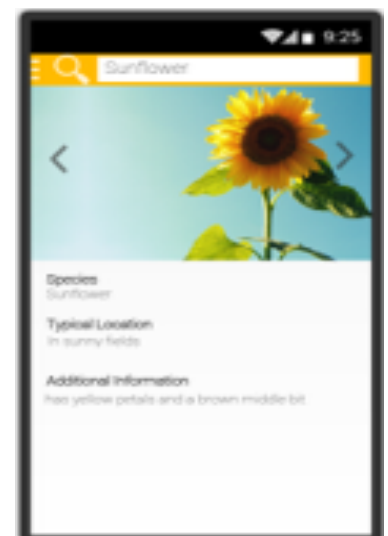 9:25
Sunflower
Species
Sunflower
Typical Location
In sunny fields
Additional Information
has yellow petals and a brown middle bit